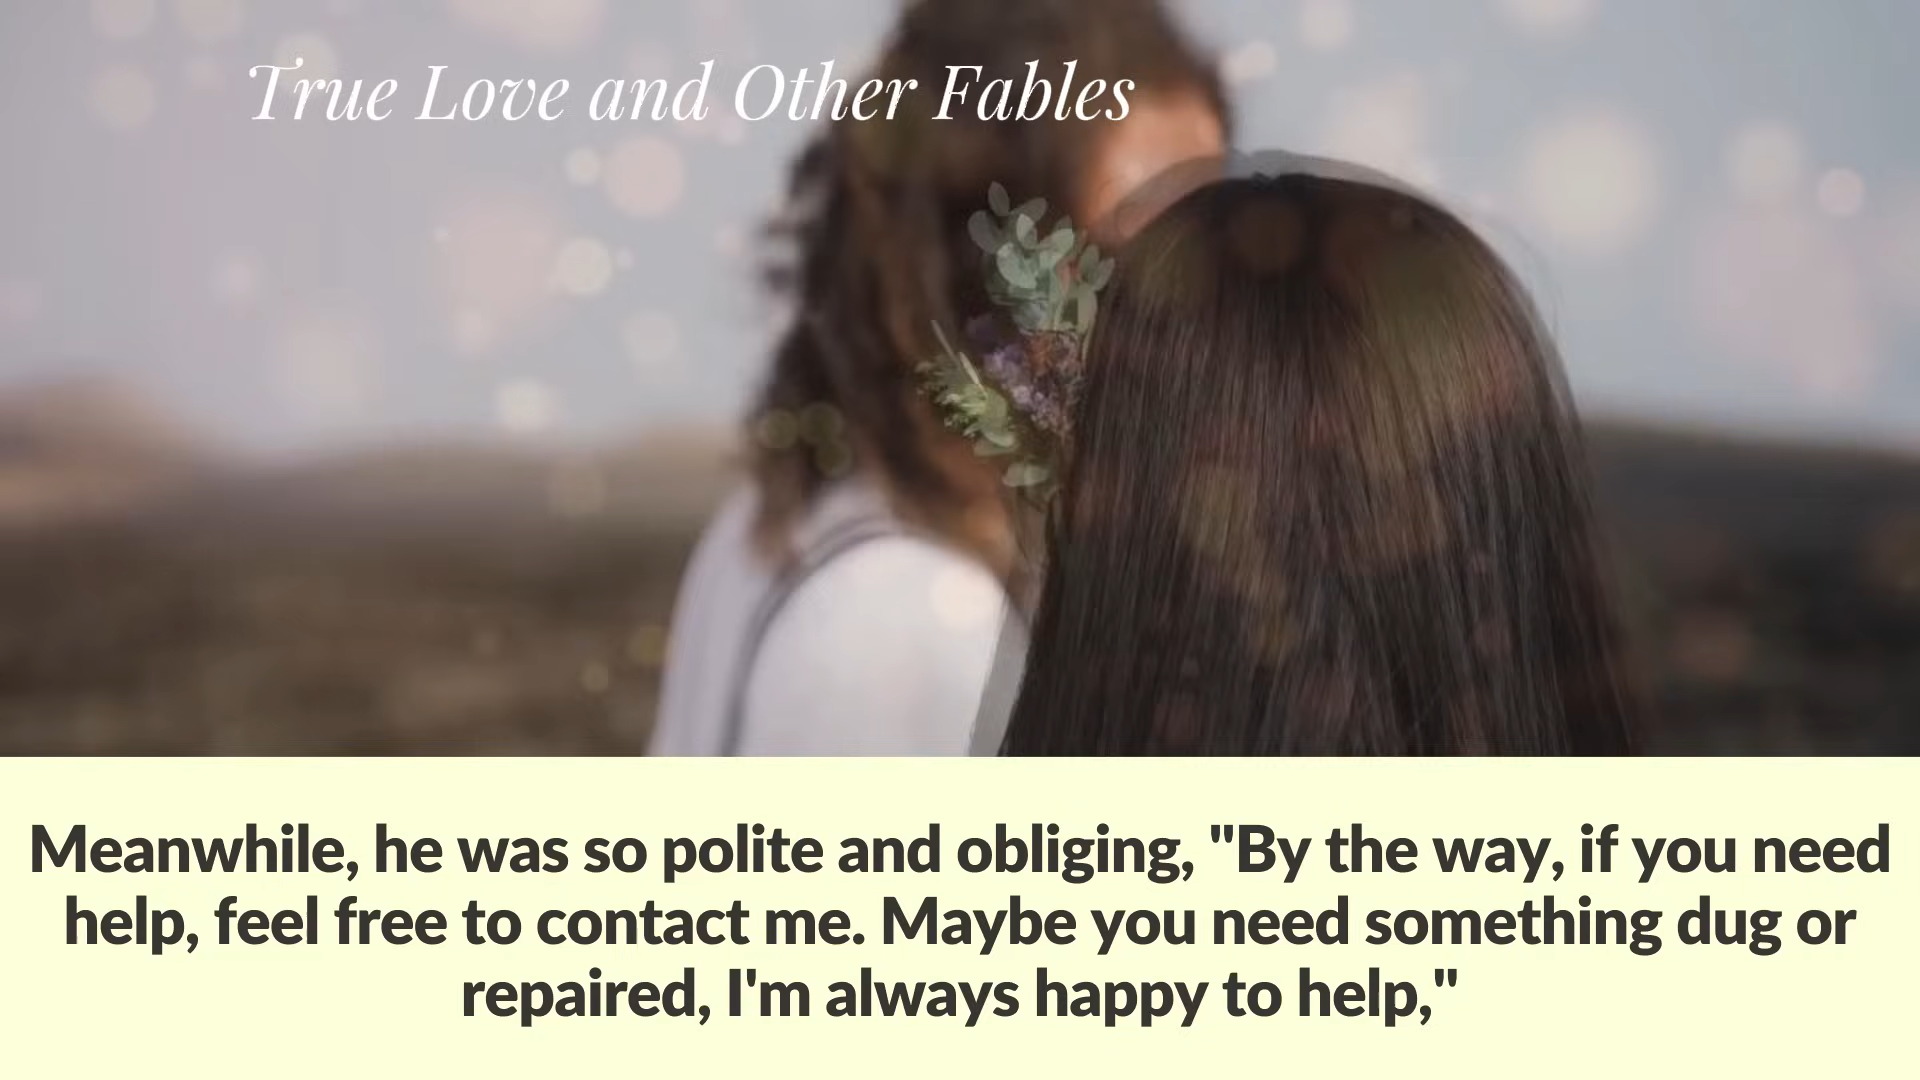 True Love and Other Fables
Meanwhile, he was so polite and obliging, "By the way, if you need
help, feel free to contact me. Maybe you need something dug or
repaired, I'm always happy to help,"